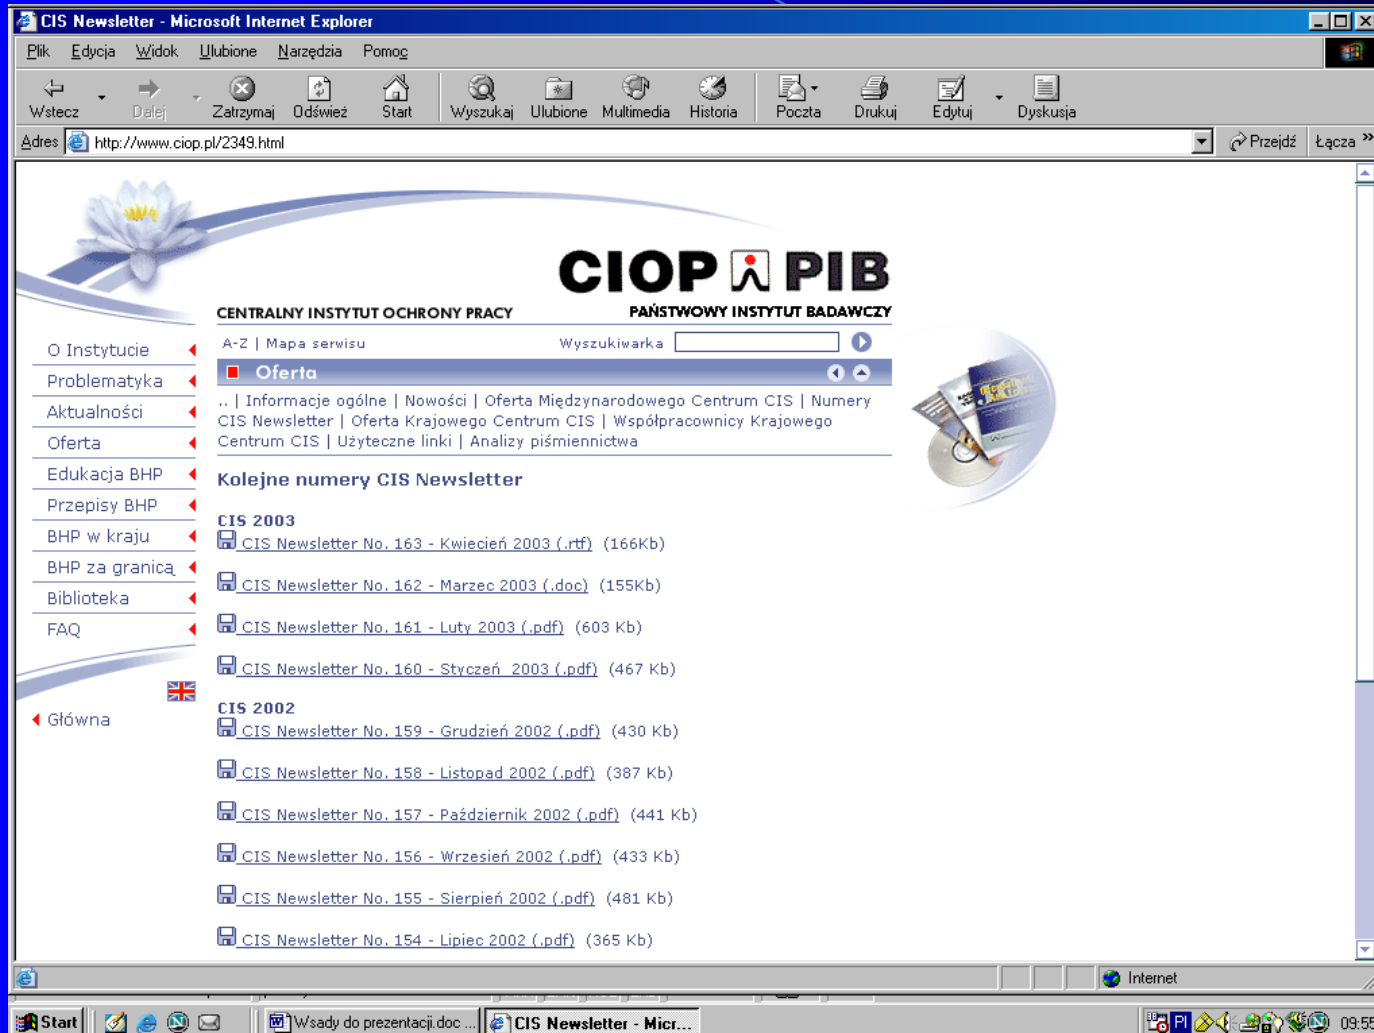 CIS Newsletter - Microsoft Internet Explorer
Plik Edycja Widok Ulubione Narzędzia Pomoc
Wstecz Dalej Zatrzymaj Odśwież Start Wyszukaj Ulubione Multimedia Historia Poczta Drukuj Edytuj Dyskusja
Adres http://www.ciop.pl/2349.html Przejdź Łącza »
CIOP PIB
CENTRALNY INSTYTUT OCHRONY PRACY PAŃSTWOWY INSTYTUT BADAWCZY
A-Z | Mapa serwisu Wyszukiwarka
Oferta
.. | Informacje ogólne | Nowości | Oferta Międzynarodowego Centrum CIS | Numery
CIS Newsletter | Oferta Krajowego Centrum CIS | Współpracownicy Krajowego
Centrum CIS | Użyteczne linki | Analizy piśmiennictwa
O Instytucie
Problematyka
Aktualności
Oferta
Edukacja BHP
Przepisy BHP
BHP w kraju
BHP za granicą
Biblioteka
FAQ
Główna
Kolejne numery CIS Newsletter
CIS 2003
CIS Newsletter No. 163 - Kwiecień 2003 (.rtf) (166Kb)
CIS Newsletter No. 162 - Marzec 2003 (.doc) (155Kb)
CIS Newsletter No. 161 - Luty 2003 (.pdf) (603 Kb)
CIS Newsletter No. 160 - Styczeń 2003 (.pdf) (467 Kb)
CIS 2002
CIS Newsletter No. 159 - Grudzień 2002 (.pdf) (430 Kb)
CIS Newsletter No. 158 - Listopad 2002 (.pdf) (387 Kb)
CIS Newsletter No. 157 - Październik 2002 (.pdf) (441 Kb)
CIS Newsletter No. 156 - Wrzesień 2002 (.pdf) (433 Kb)
CIS Newsletter No. 155 - Sierpień 2002 (.pdf) (481 Kb)
CIS Newsletter No. 154 - Lipiec 2002 (.pdf) (365 Kb)
Internet
Start Wsady do prezentacji.doc ... CIS Newsletter - Micr... Pl 09:55